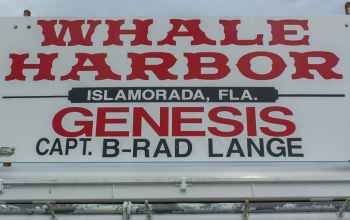 WHALE
HARBOR
ISLAMORADA, FLA.
GENESIS
CAPT. B-RAD LANGE